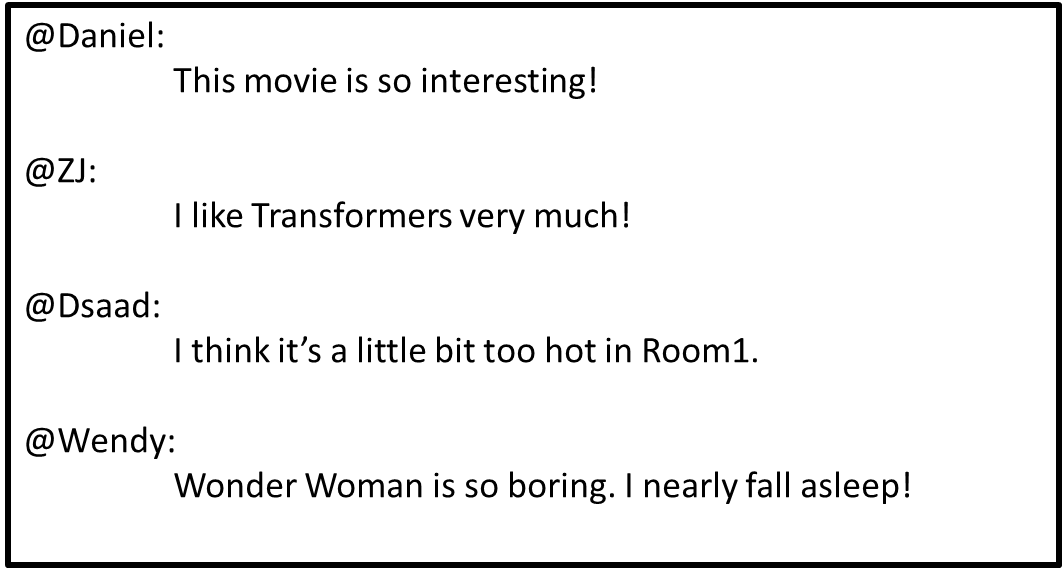 @Daniel:
This movie is so interesting!
@ZJ:
I like Transformers very much!
@Dsaad:
I think it’s a little bit too hot in Room1.
@Wendy:
Wonder Woman is so boring. I nearly fall asleep!